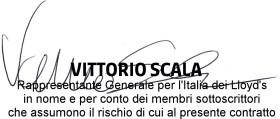 VITTORIO SCALA
Rappresentante Generale per l'Italia dei Lloyd's
in nome e per conto dei membri sottoscrittori
che assumono il rischio di cui al presente contratto